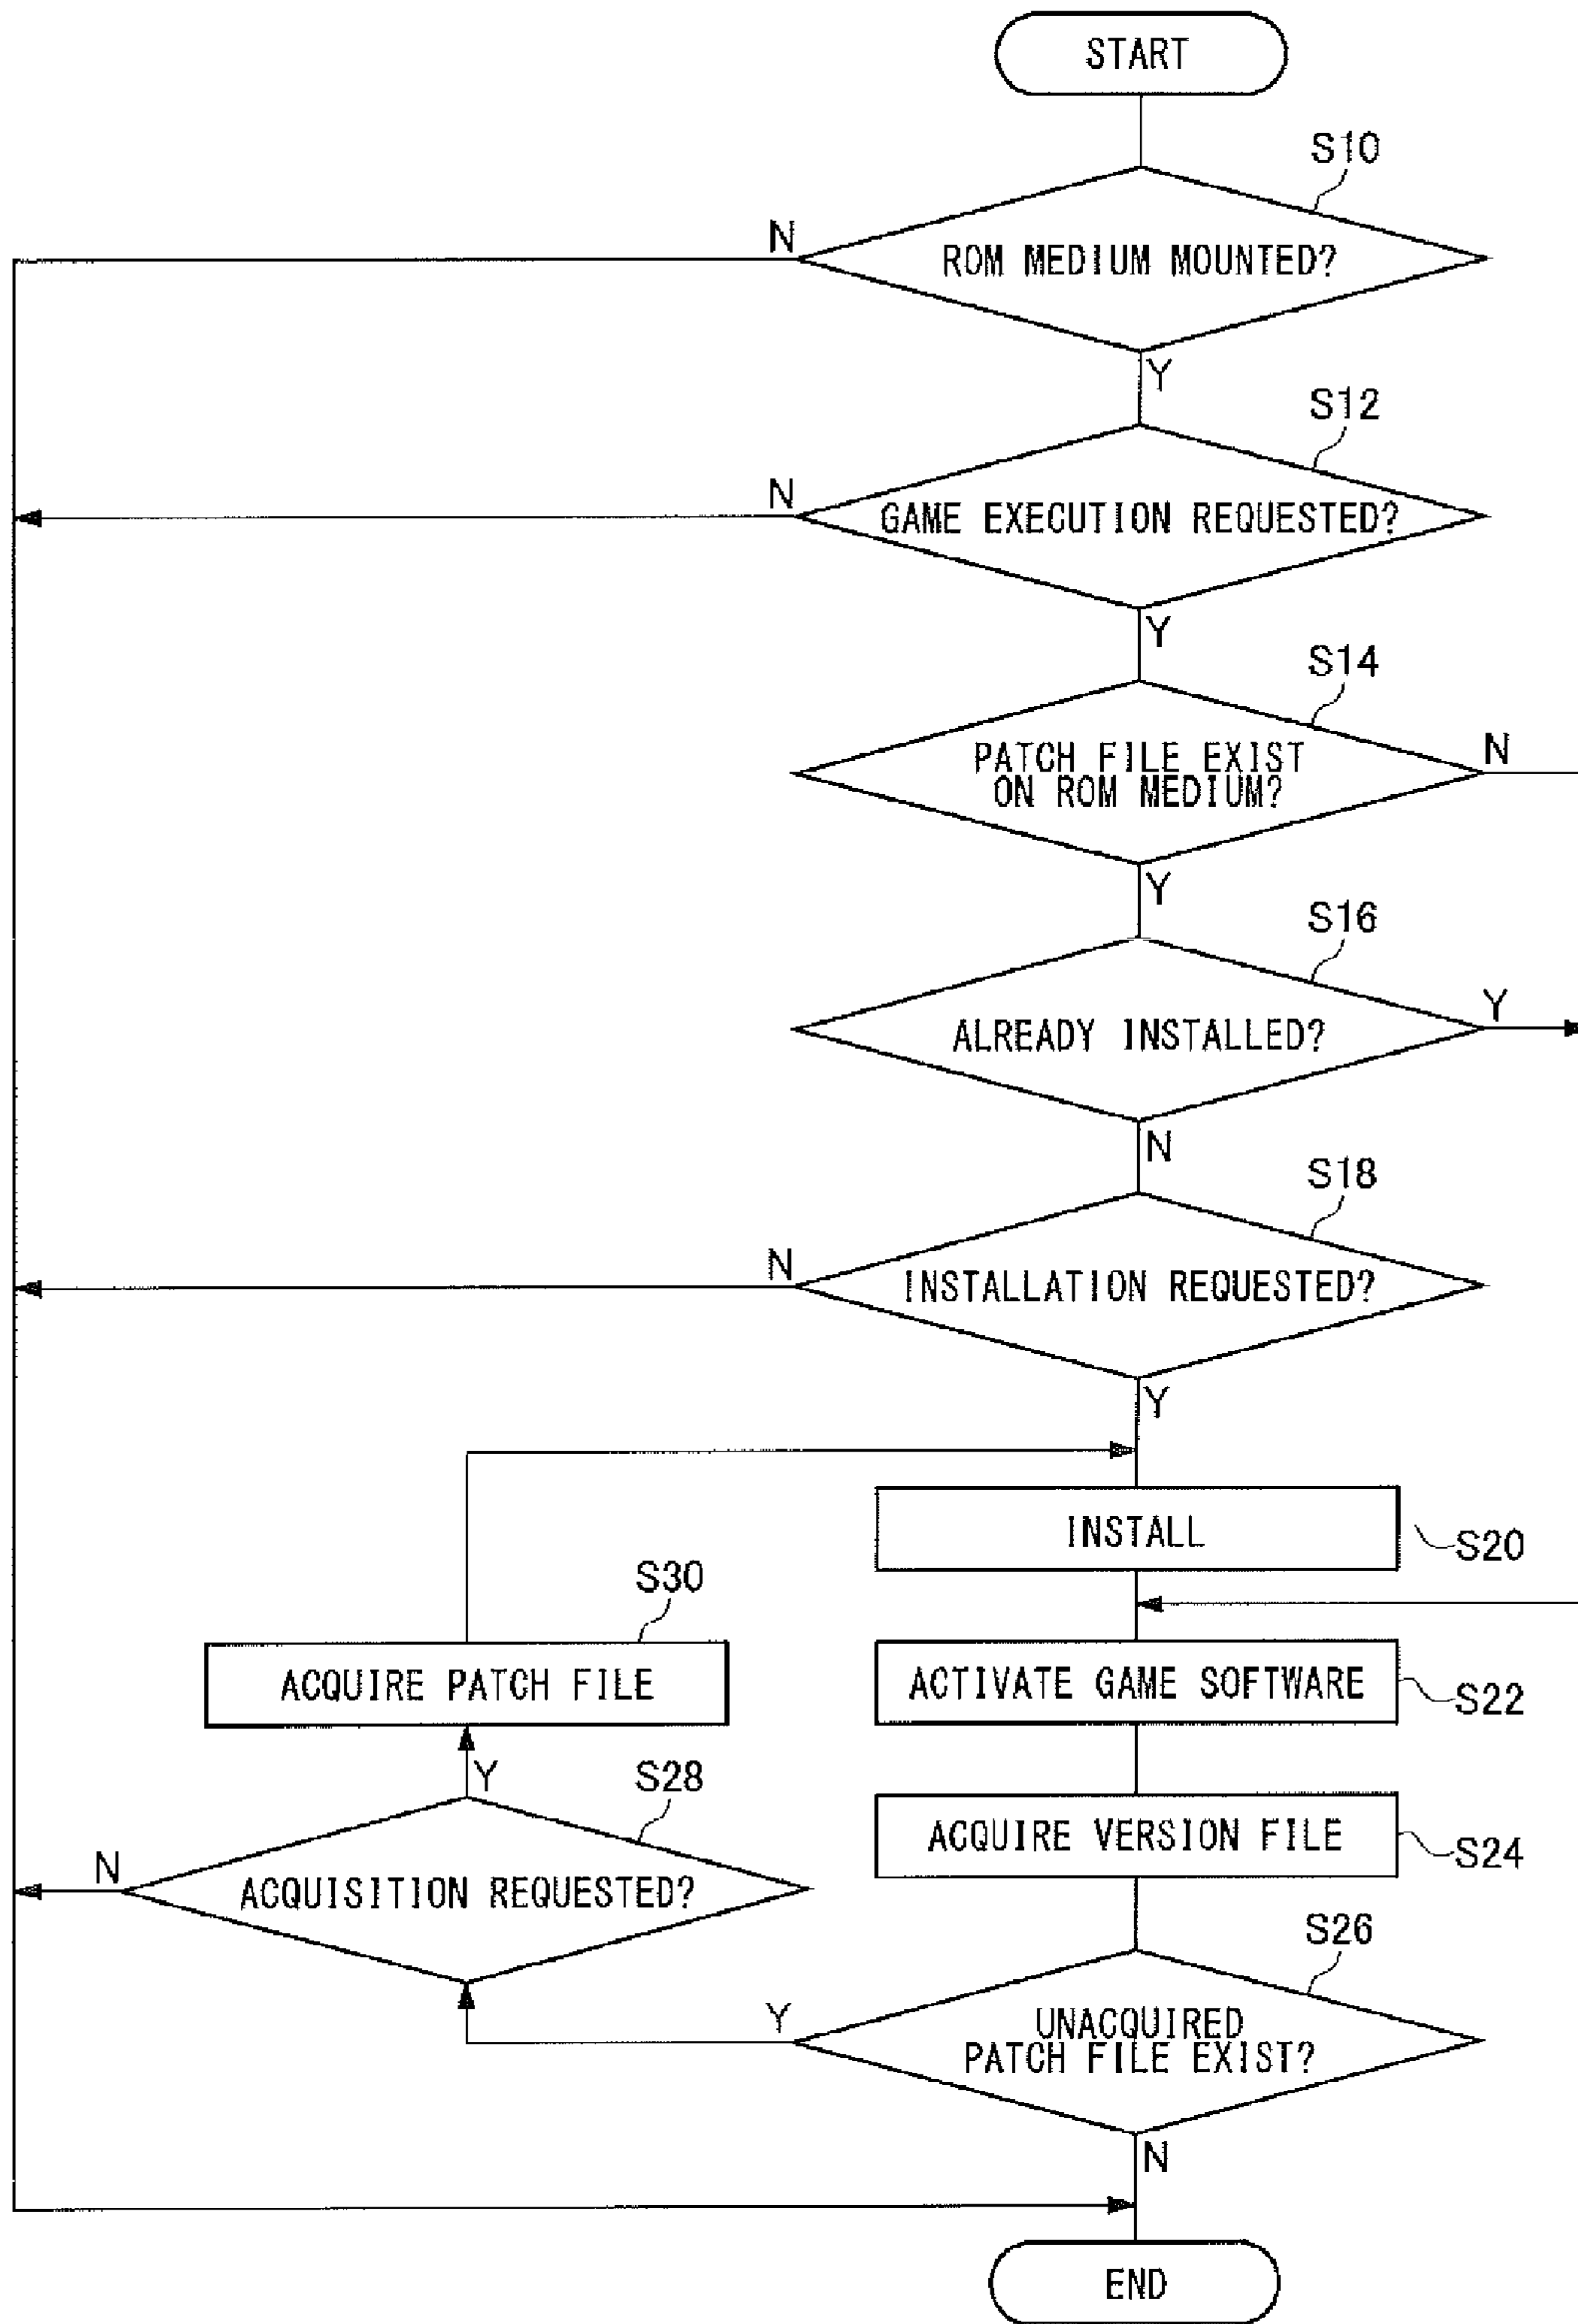 START
S10
N
ROM MEDIUM MOUNTED?
Y
S12
N
GAME EXECUTION REQUESTED?
Y
S14
PATCH FILE EXIST
ON ROM MEDIUM?
N
Y
S16
ALREADY INSTALLED?
Y
N
S18
N
INSTALLATION REQUESTED?
Y
INSTALL
S20
S30
ACQUIRE PATCH FILE
ACTIVATE GAME SOFTWARE
S22
Y
S28
N
ACQUISITION REQUESTED?
ACQUIRE VERSION FILE
S24
S26
Y
UNACQUIRED
PATCH FILE EXIST?
N
END